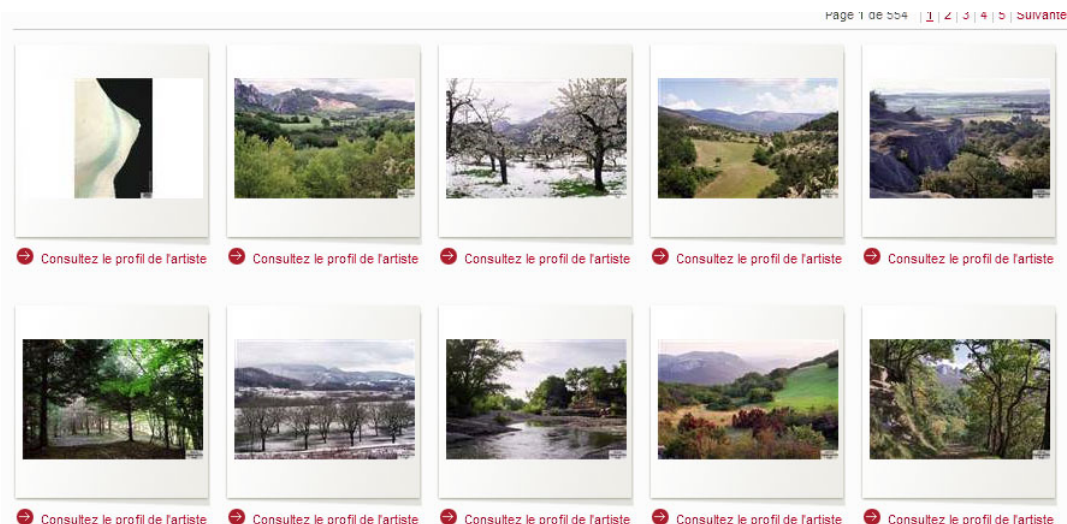 Page 1 de 554 | 1 | 2 | 3 | 4 | 5 | Suivante
Consultez le profil de l'artiste Consultez le profil de l'artiste Consultez le profil de l'artiste Consultez le profil de l'artiste Consultez le profil de l'artiste
Consultez le profil de l'artiste Consultez le profil de l'artiste Consultez le profil de l'artiste Consultez le profil de l'artiste Consultez le profil de l'artiste